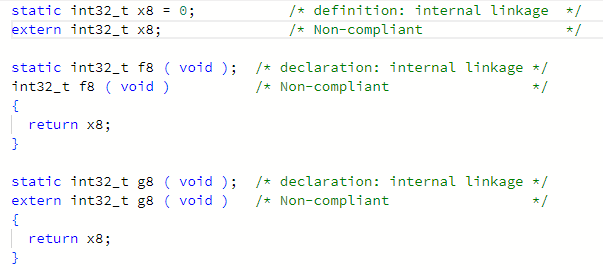 static int32_t x8 = 0;            /* definition: internal linkage  */
extern int32_t x8;                /* Non-compliant                 */
static int32_t f8 ( void );  /* declaration: internal linkage */
int32_t f8 ( void )          /* Non-compliant                 */
{
  return x8;
}
static int32_t g8 ( void );  /* declaration: internal linkage */
extern int32_t g8 ( void )   /* Non-compliant                 */
{
  return x8;
}